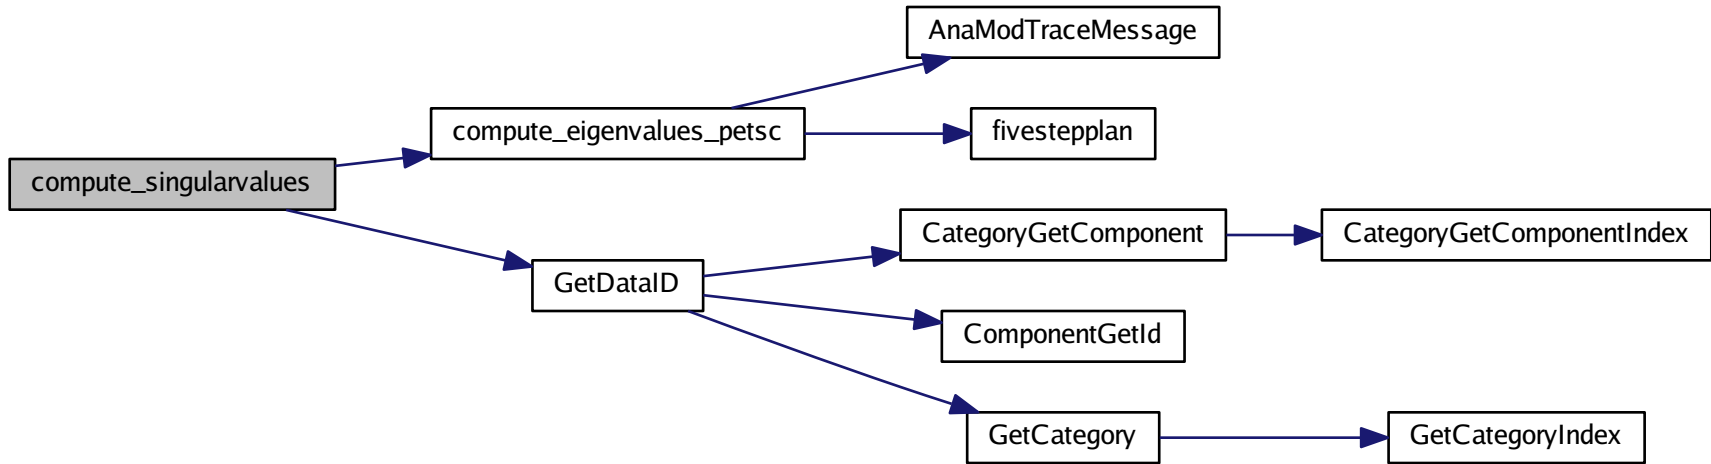 AnaModTraceMessage
compute_eigenvalues_petsc
fivestepplan
compute_singularvalues
CategoryGetComponent
CategoryGetComponentIndex
GetDataID
ComponentGetId
GetCategory
GetCategoryIndex